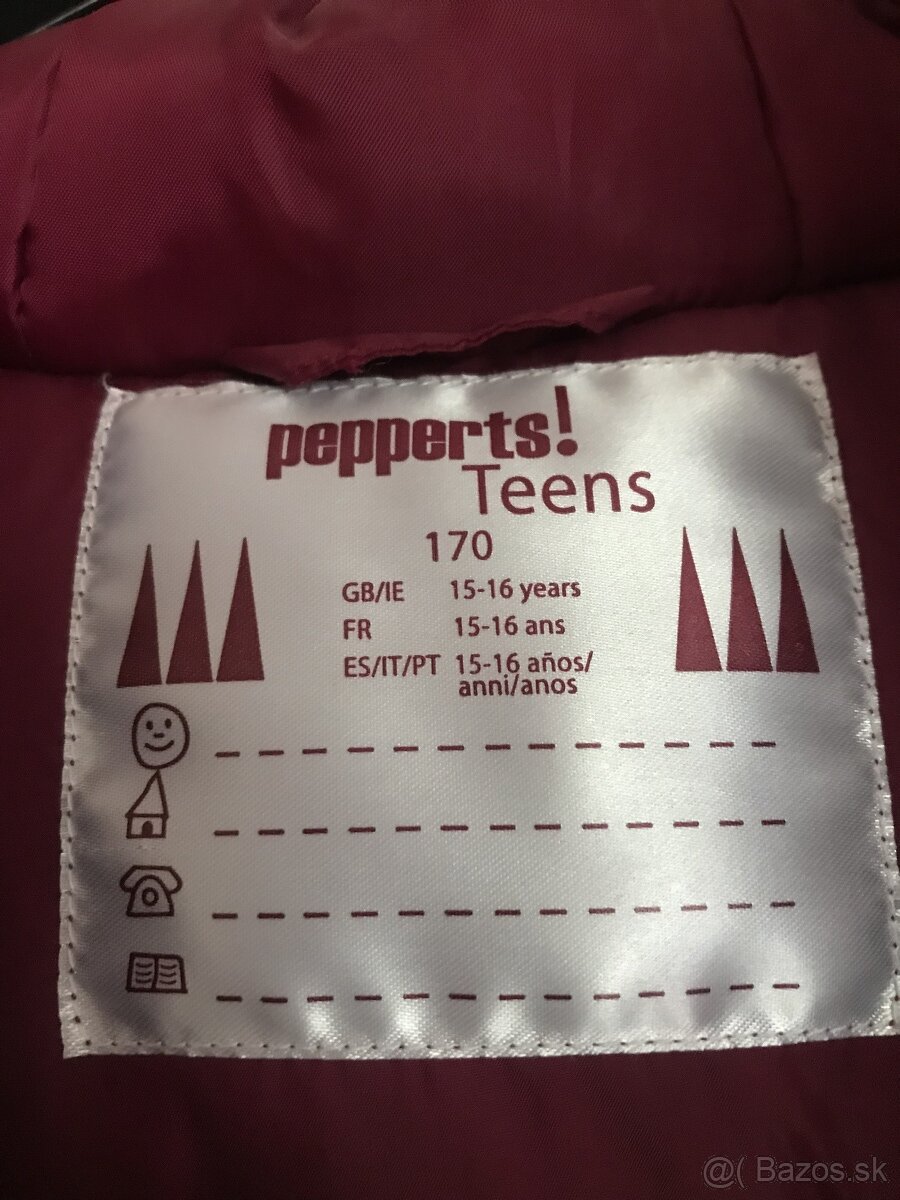 pepperts!
Teens
170
GB/IE 15-16 years
FR 15-16 ans
ES/IT/PT 15-16 años/
anni/anos
@( Bazos.sk